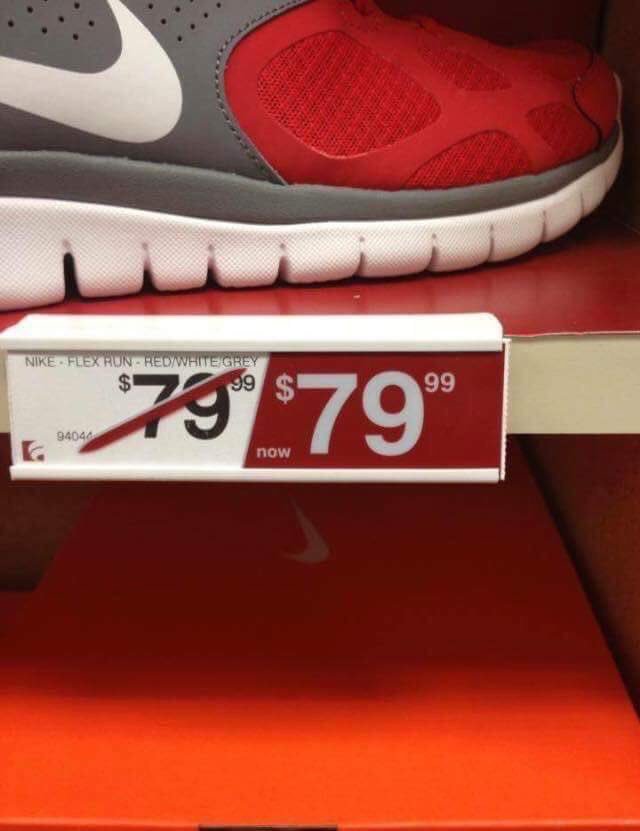 NIKE - FLEX RUN - RED/WHITE/GREY
$79 99
94044
now $79 99